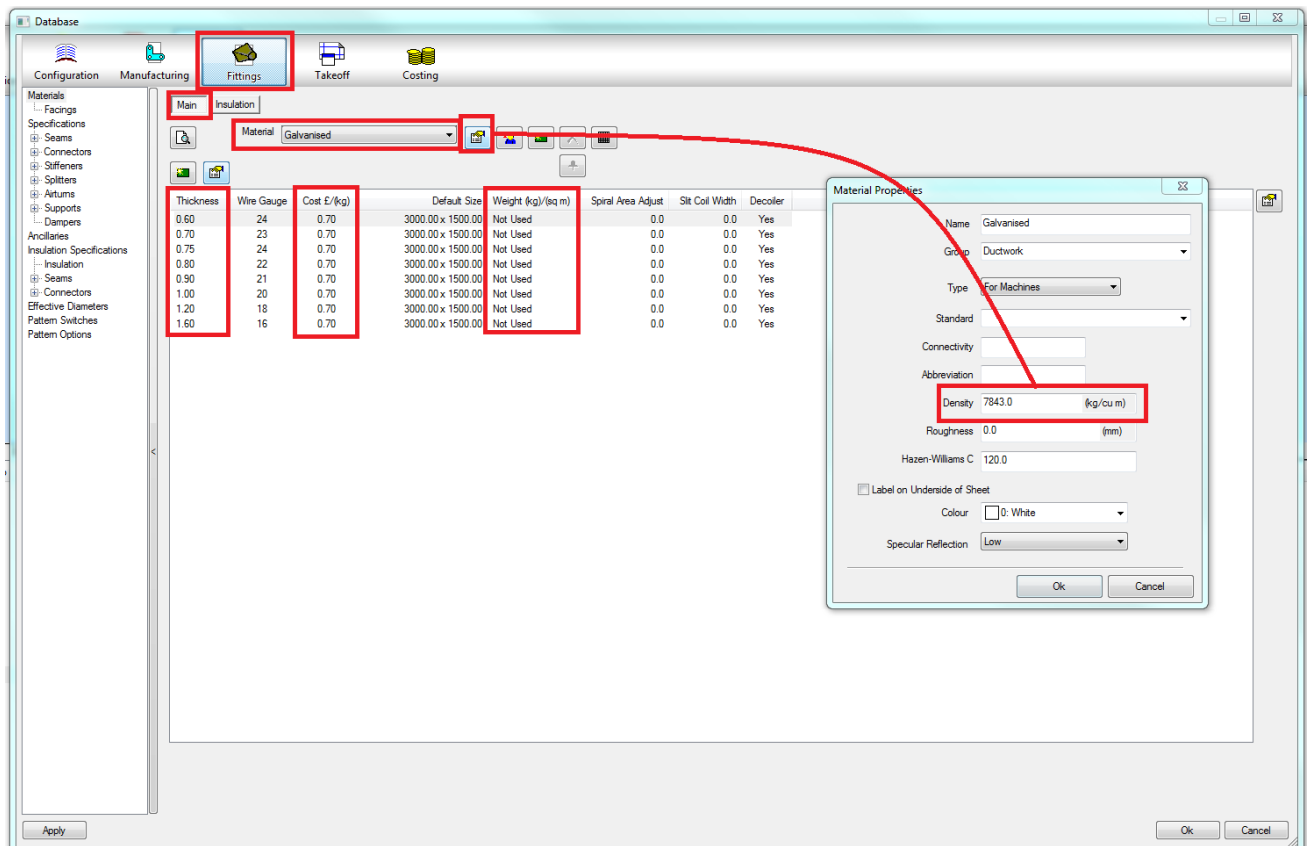 Database
Configuration Manufacturing Fittings Takeoff Costing
Materials
Facings
Specifications
Seams
Connectors
Stiffeners
Splitters
Airturns
Supports
Dampers
Ancillaries
Insulation Specifications
Insulation
Seams
Connectors
Effective Diameters
Pattern Switches
Pattern Options
Main Insulation
Material Galvanised
Thickness Wire Gauge Cost £/(kg) Default Size Weight (kg)/(sq m) Spiral Area Adjust Slit Coil Width Decoiler
0.60 24 0.70 3000.00 x 1500.00 Not Used 0.0 0.0 Yes
0.70 23 0.70 3000.00 x 1500.00 Not Used 0.0 0.0 Yes
0.75 24 0.70 3000.00 x 1500.00 Not Used 0.0 0.0 Yes
0.80 22 0.70 3000.00 x 1500.00 Not Used 0.0 0.0 Yes
0.90 21 0.70 3000.00 x 1500.00 Not Used 0.0 0.0 Yes
1.00 20 0.70 3000.00 x 1500.00 Not Used 0.0 0.0 Yes
1.20 18 0.70 3000.00 x 1500.00 Not Used 0.0 0.0 Yes
1.60 16 0.70 3000.00 x 1500.00 Not Used 0.0 0.0 Yes
Material Properties
Name Galvanised
Group Ductwork
Type For Machines
Standard
Connectivity
Abbreviation
Density 7843.0 (kg/cu m)
Roughness 0.0 (mm)
Hazen-Williams C 120.0
Label on Underside of Sheet
Colour 0: White
Specular Reflection Low
Ok Cancel
Apply Ok Cancel